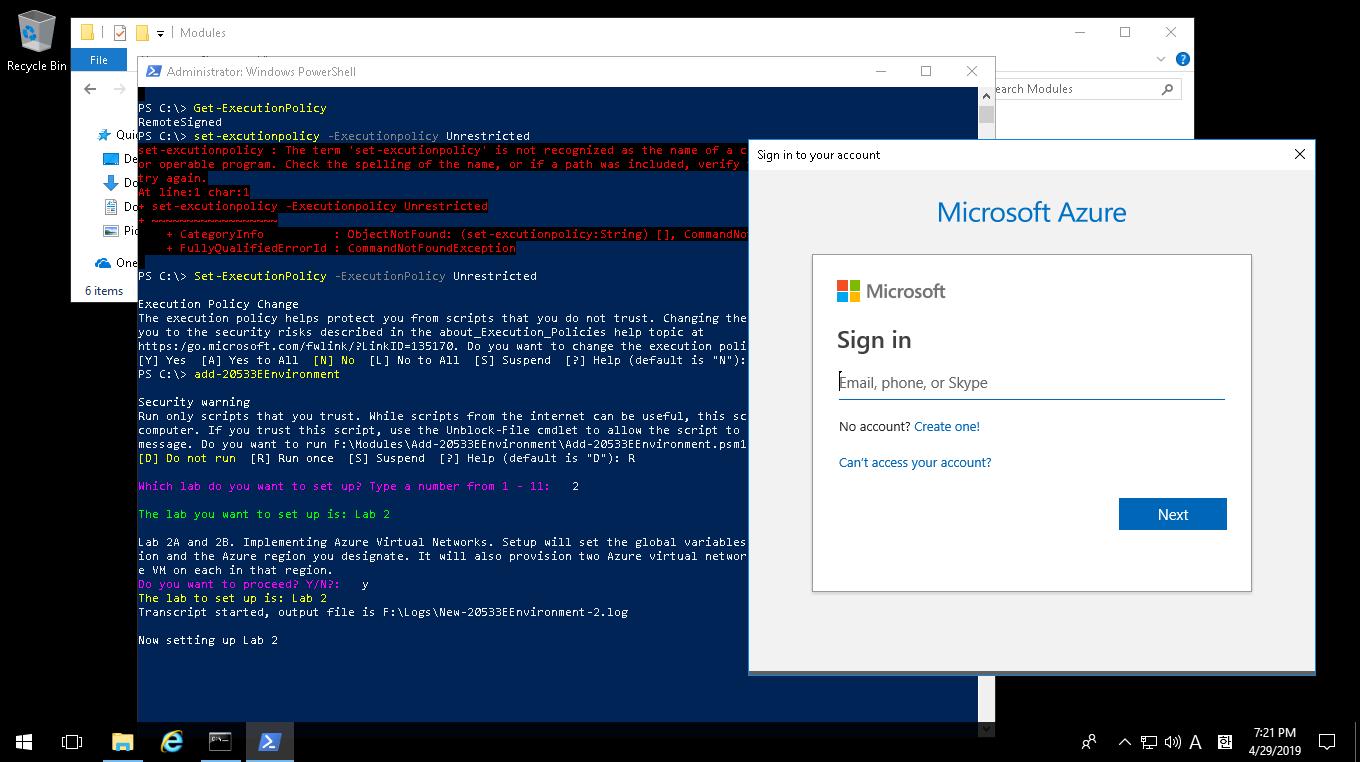 Recycle Bin
Modules
File
Search Modules
Quic
De
Do
Do
Pic
One
6 items
Administrator: Windows PowerShell
PS C:\> Get-ExecutionPolicy
RemoteSigned
PS C:\> set-excutionpolicy -Executionpolicy Unrestricted
set-excutionpolicy : The term 'set-excutionpolicy' is not recognized as the name of a c
or operable program. Check the spelling of the name, or if a path was included, verify
try again.
At line:1 char:1
+ set-excutionpolicy -Executionpolicy Unrestricted
+ ~~~~~~~~~~~~~~~~~~
+ CategoryInfo : ObjectNotFound: (set-excutionpolicy:String) [], CommandNo
+ FullyQualifiedErrorId : CommandNotFoundException
PS C:\> Set-ExecutionPolicy -ExecutionPolicy Unrestricted
Execution Policy Change
The execution policy helps protect you from scripts that you do not trust. Changing the
you to the security risks described in the about_Execution_Policies help topic at
https:/go.microsoft.com/fwlink/?LinkID=135170. Do you want to change the execution poli
[Y] Yes [A] Yes to All [N] No [L] No to All [S] Suspend [?] Help (default is "N"):
PS C:\> add-20533EEnvironment
Security warning
Run only scripts that you trust. While scripts from the internet can be useful, this sc
computer. If you trust this script, use the Unblock-File cmdlet to allow the script to
message. Do you want to run F:\Modules\Add-20533EEnvironment\Add-20533EEnvironment.psm1
[D] Do not run [R] Run once [S] Suspend [?] Help (default is "D"): R
Which lab do you want to set up? Type a number from 1 - 11: 2
The lab you want to set up is: Lab 2
Lab 2A and 2B. Implementing Azure Virtual Networks. Setup will set the global variables
ion and the Azure region you designate. It will also provision two Azure virtual networ
e VM on each in that region.
Do you want to proceed? Y/N?: y
The lab to set up is: Lab 2
Transcript started, output file is F:\Logs\New-20533EEnvironment-2.log
Now setting up Lab 2
Sign in to your account
Microsoft Azure
Microsoft
Sign in
Email, phone, or Skype
No account? Create one!
Can't access your account?
Next
A
한
7:21 PM
4/29/2019